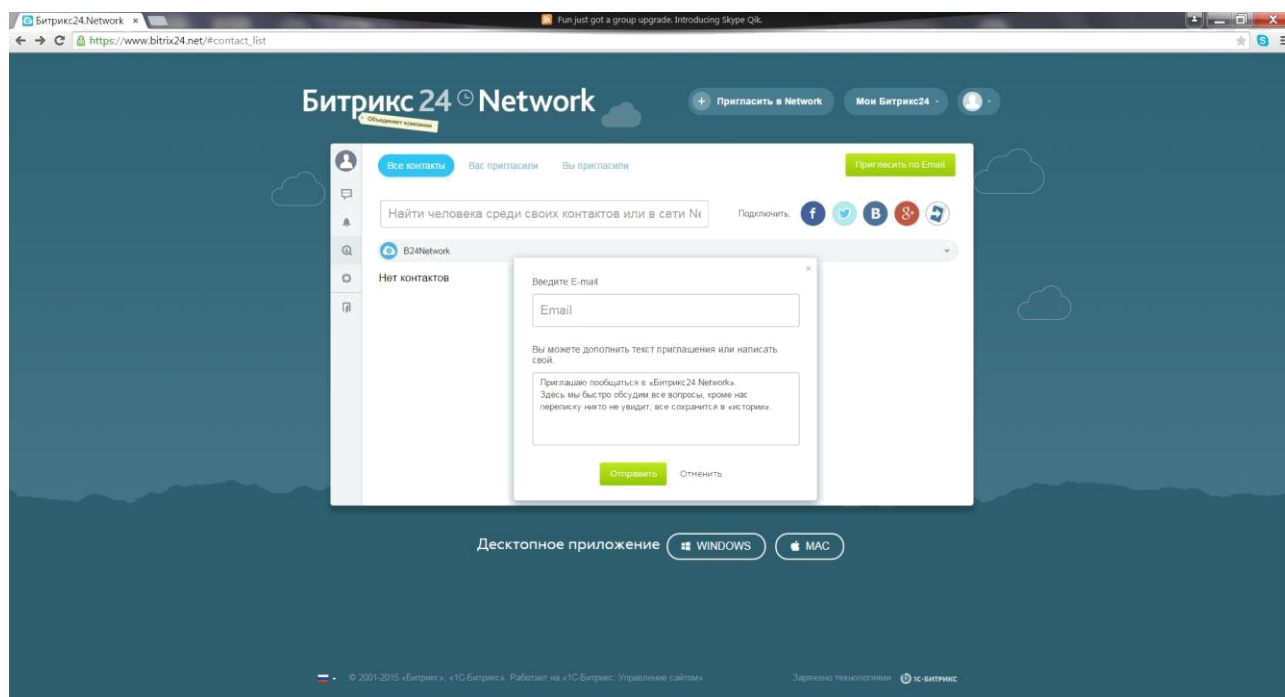 Битрикс24.Network
Fun just got a group upgrade. Introducing Skype Qik.
https://www.bitrix24.net/#contact_list
Битрикс 24 Network
Объединяет компании
Пригласить в Network
Мои Битрикс24
Все контакты
Вас пригласили
Вы пригласили
Пригласить по Email
Найти человека среди своих контактов или в сети Ne
Подключить:
B24Network
Нет контактов
Введите E-mail
Email
Вы можете дополнить текст приглашения или написать
свой.
Приглашаю пообщаться в «Битрикс24.Network».
Здесь мы быстро обсудим все вопросы, кроме нас
переписку никто не увидит, все сохранится в «истории».
Отправить
Отменить
Десктопное приложение
WINDOWS
MAC
© 2001-2015 «Битрикс», «1С-Битрикс». Работает на «1С-Битрикс: Управление сайтом»
Заряжено технологиями
1С-БИТРИКС